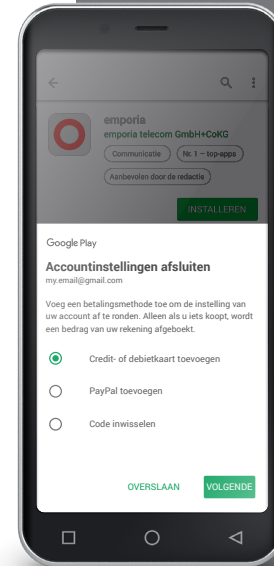 emporia
emporia telecom GmbH+CoKG
Communicatie
Nr. 1 – top-apps
Aanbevolen door de redactie
INSTALLEREN
Google Play
Accountinstellingen afsluiten
my.email@gmail.com
Voeg een betalingsmethode toe om de instelling van
uw account af te ronden. Alleen als u iets koopt, wordt
een bedrag van uw rekening afgeboekt.
Credit- of debietkaart toevoegen
PayPal toevoegen
Code inwisselen
OVERSLAAN
VOLGENDE